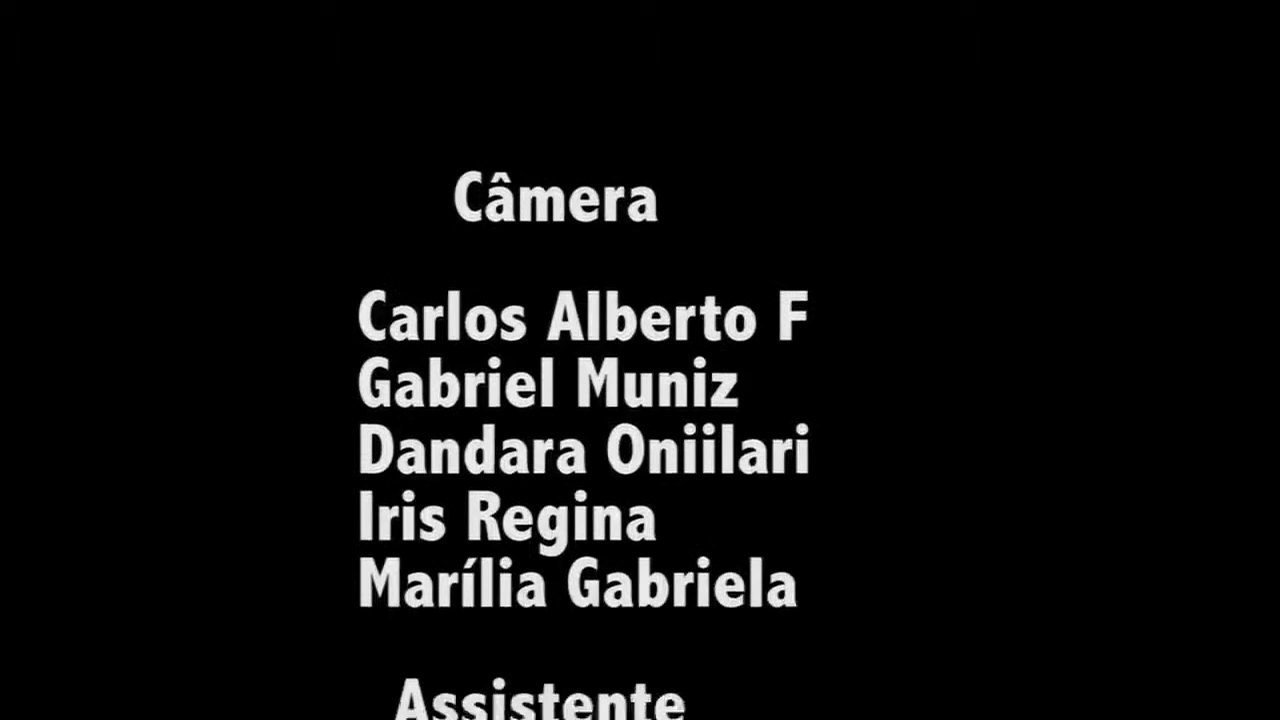 Câmera
Carlos Alberto F
Gabriel Muniz
Dandara Oniilari
Iris Regina
Marília Gabriela
Assistente